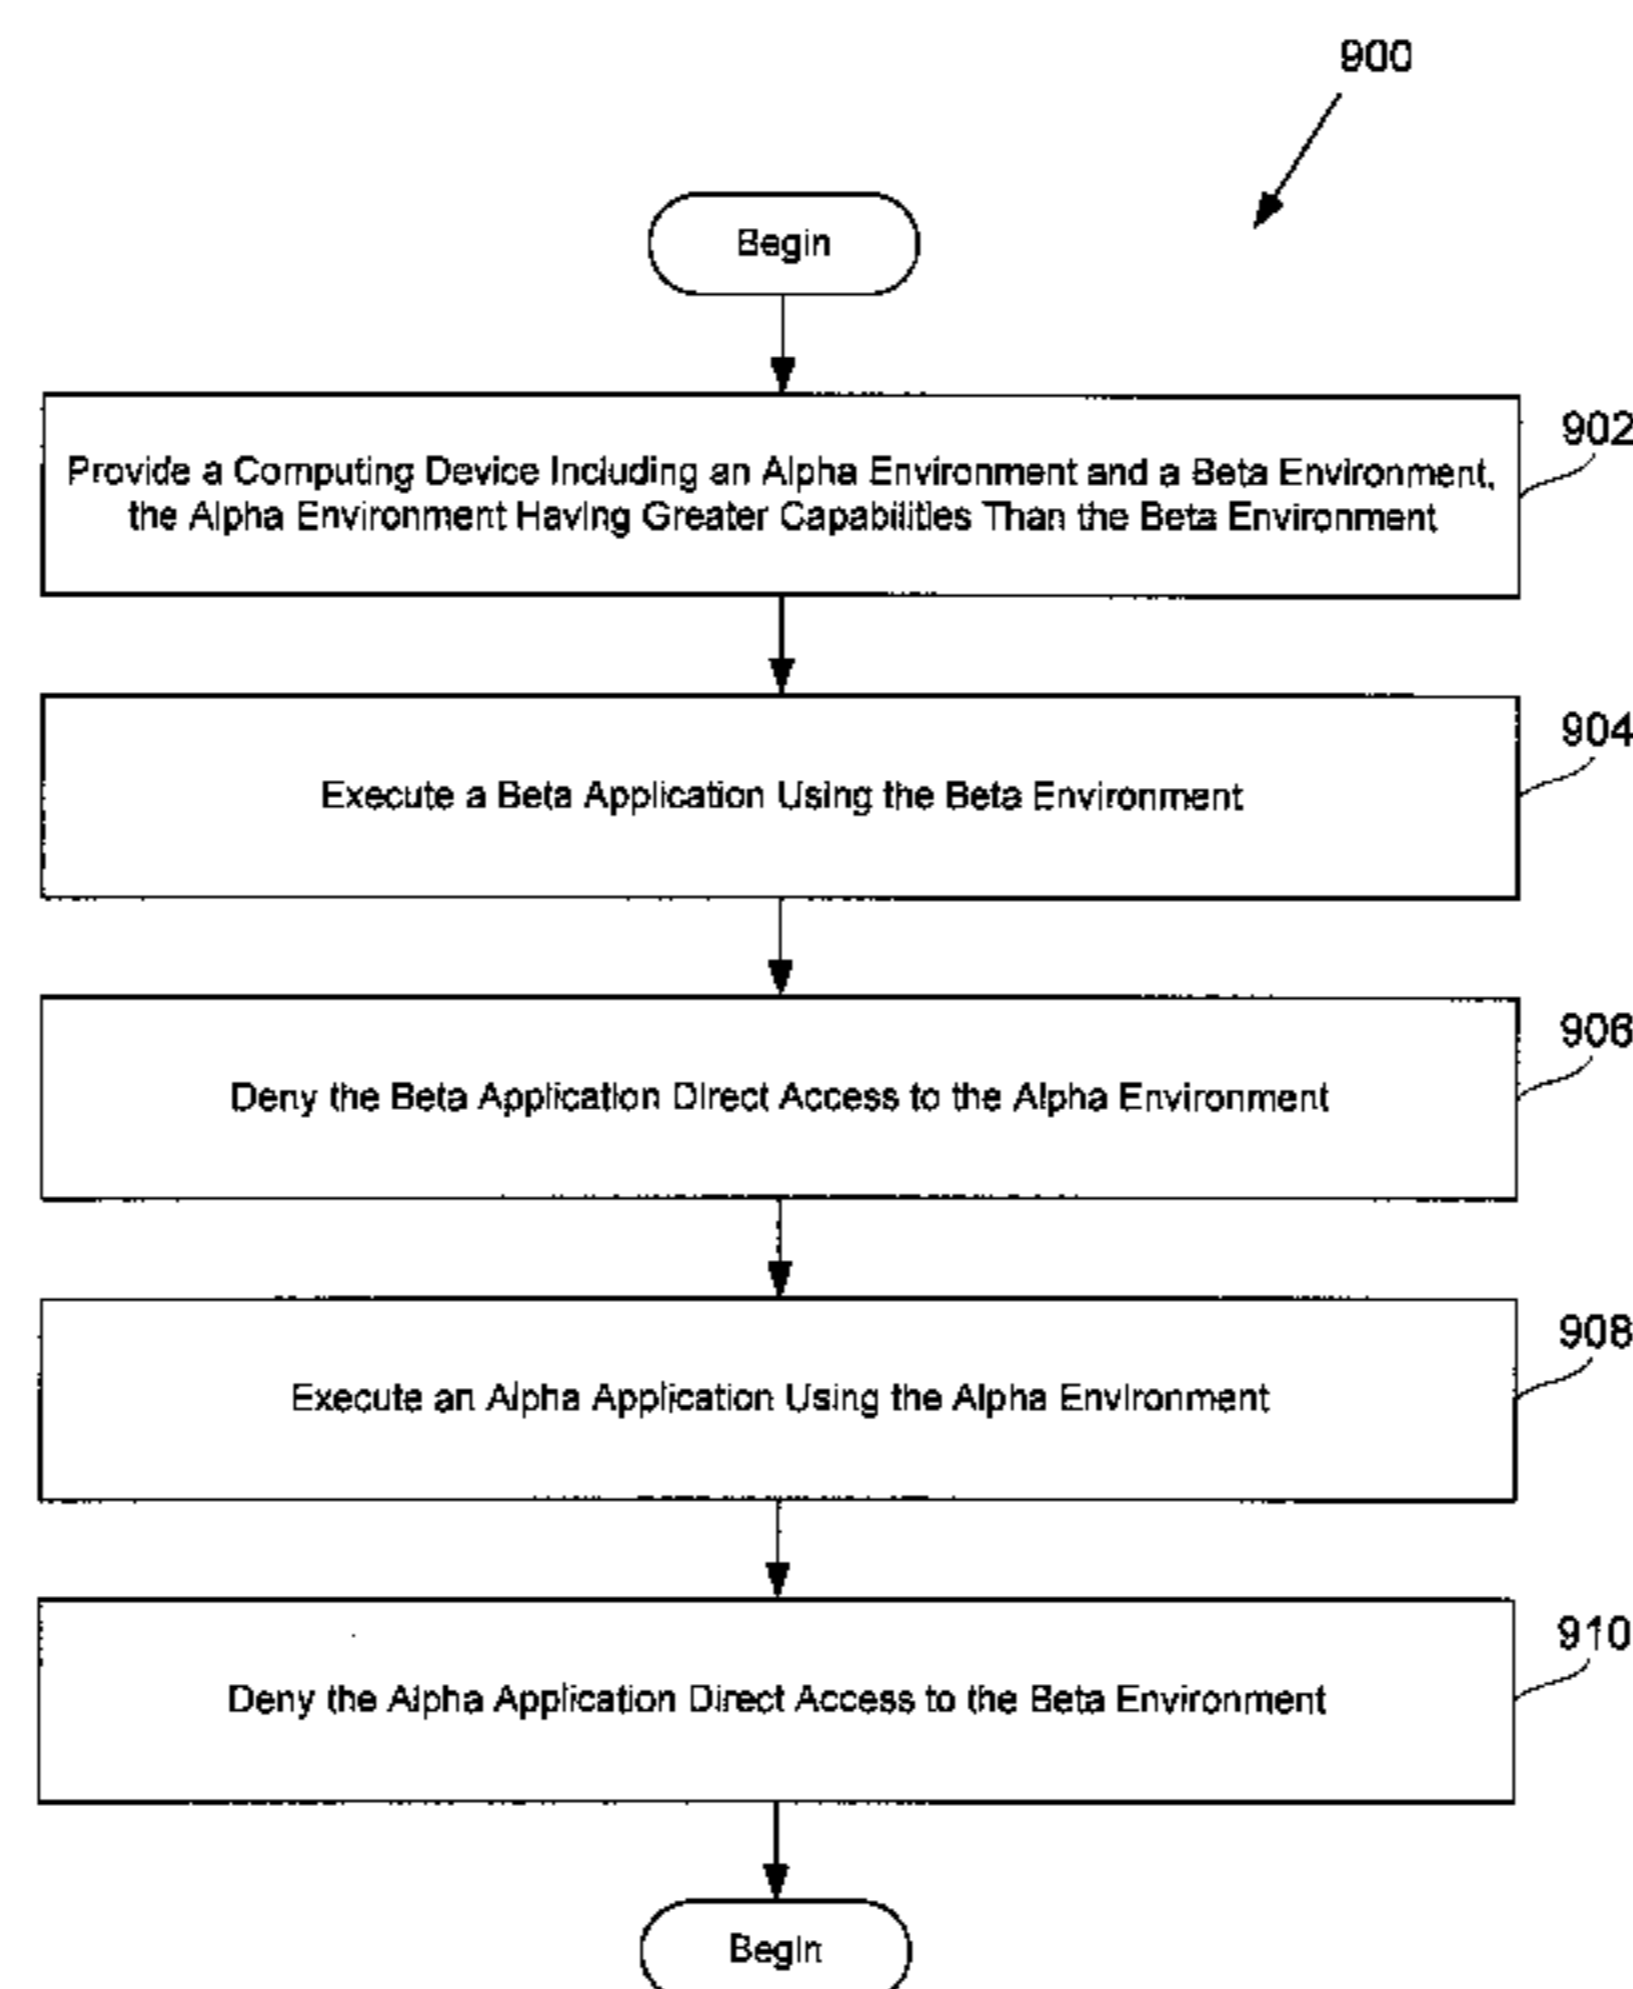 900
Begin
Provide a Computing Device Including an Alpha Environment and a Beta Environment,
the Alpha Environment Having Greater Capabilities Than the Beta Environment
902
Execute a Beta Application Using the Beta Environment
904
Deny the Beta Application Direct Access to the Alpha Environment
906
Execute an Alpha Application Using the Alpha Environment
908
Deny the Alpha Application Direct Access to the Beta Environment
910
Begin